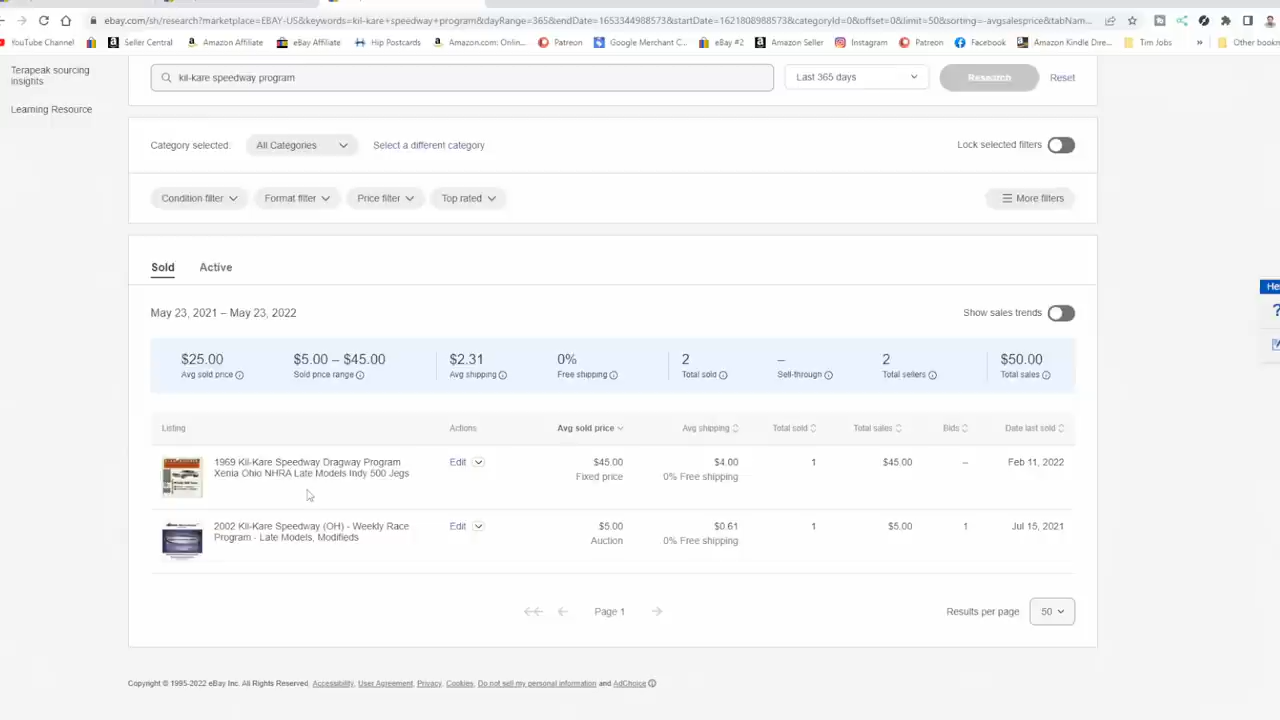 ebay.com/sh/research?marketplace=EBAY-US&keywords=kil-kare+speedway+program&dayRange=365&endDate=1653344988573&startDate=1621808988573&categoryId=0&offset=0&limit=50&sorting=-avgsalesprice&tabNam...
YouTube Channel Seller Central Amazon Affiliate eBay Affiliate Hip Postcards Amazon.com: Onlin... Patreon Google Merchant C... eBay #2 Amazon Seller Instagram Patreon Facebook Amazon Kindle Dire... Tim Jobs » Other bookm
Terapeak sourcing
insights
Learning Resource
kil-kare speedway program Last 365 days Research Reset
Category selected: All Categories Select a different category Lock selected filters
Condition filter Format filter Price filter Top rated More filters
Sold Active
May 23, 2021 – May 23, 2022 Show sales trends
$25.00 $5.00 – $45.00 $2.31 0% 2 – 2 $50.00
Avg sold price Sold price range Avg shipping Free shipping Total sold Sell-through Total sellers Total sales
Listing Actions Avg sold price Avg shipping Total sold Total sales Bids Date last sold
1969 Kil-Kare Speedway Dragway Program Edit $45.00 $4.00 1 $45.00 – Feb 11, 2022
Xenia Ohio NHRA Late Models Indy 500 Jegs Fixed price 0% Free shipping
2002 Kil-Kare Speedway (OH) - Weekly Race Edit $5.00 $0.61 1 $5.00 1 Jul 15, 2021
Program - Late Models, Modifieds Auction 0% Free shipping
Page 1 Results per page 50
Copyright © 1995-2022 eBay Inc. All Rights Reserved. Accessibility, User Agreement, Privacy, Cookies, Do not sell my personal information and AdChoice
He
?